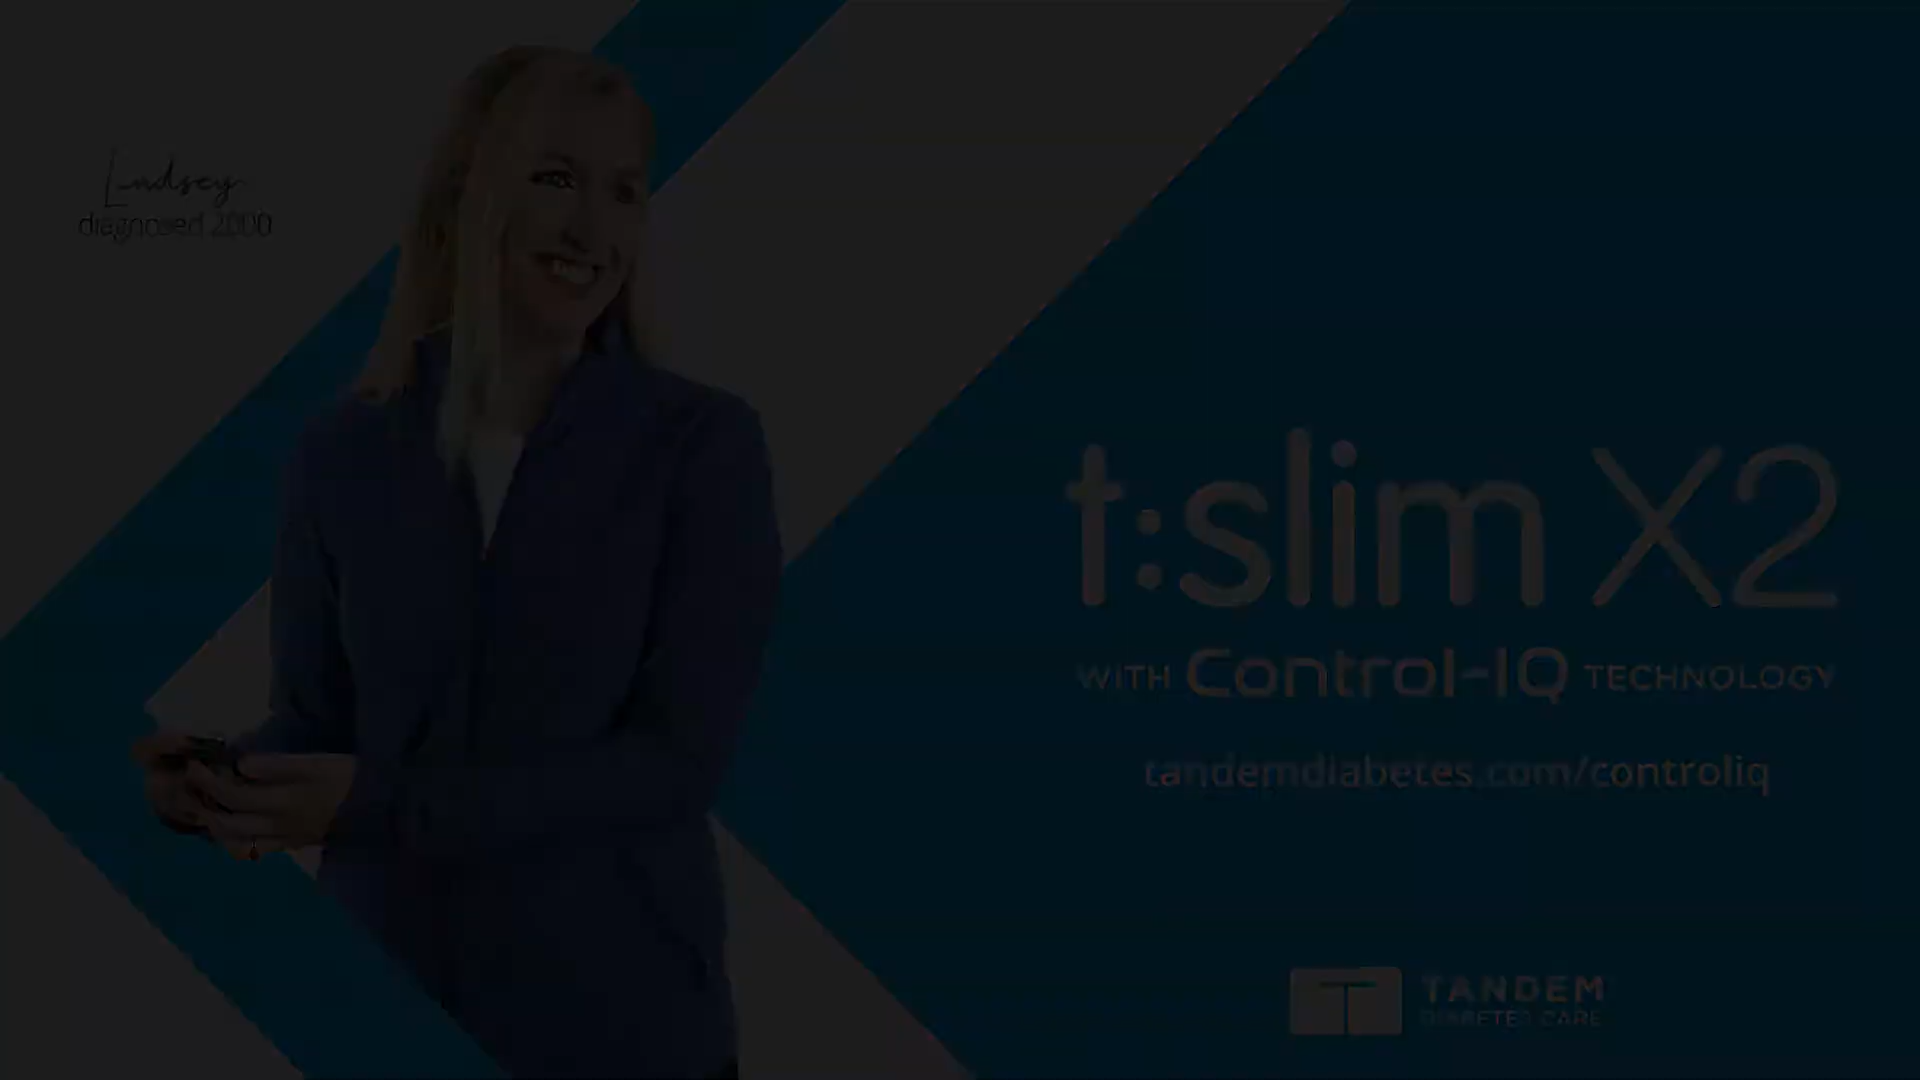 Lindsey
diagnosed 2000
t:slim X2
WITH Control-IQ TECHNOLOGY
tandemdiabetes.com/controliq
TANDEM
DIABETES CARE